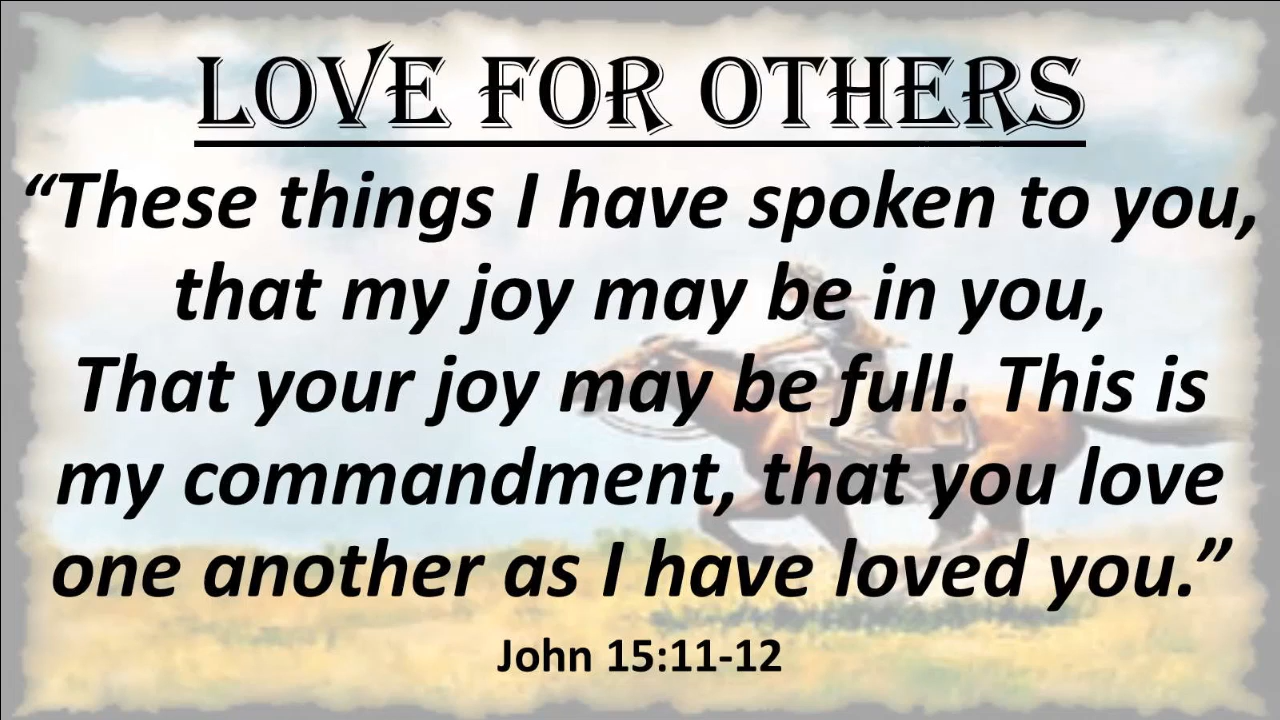 LOVE FOR OTHERS
“These things I have spoken to you,
that my joy may be in you,
That your joy may be full. This is
my commandment, that you love
one another as I have loved you.”
John 15:11-12